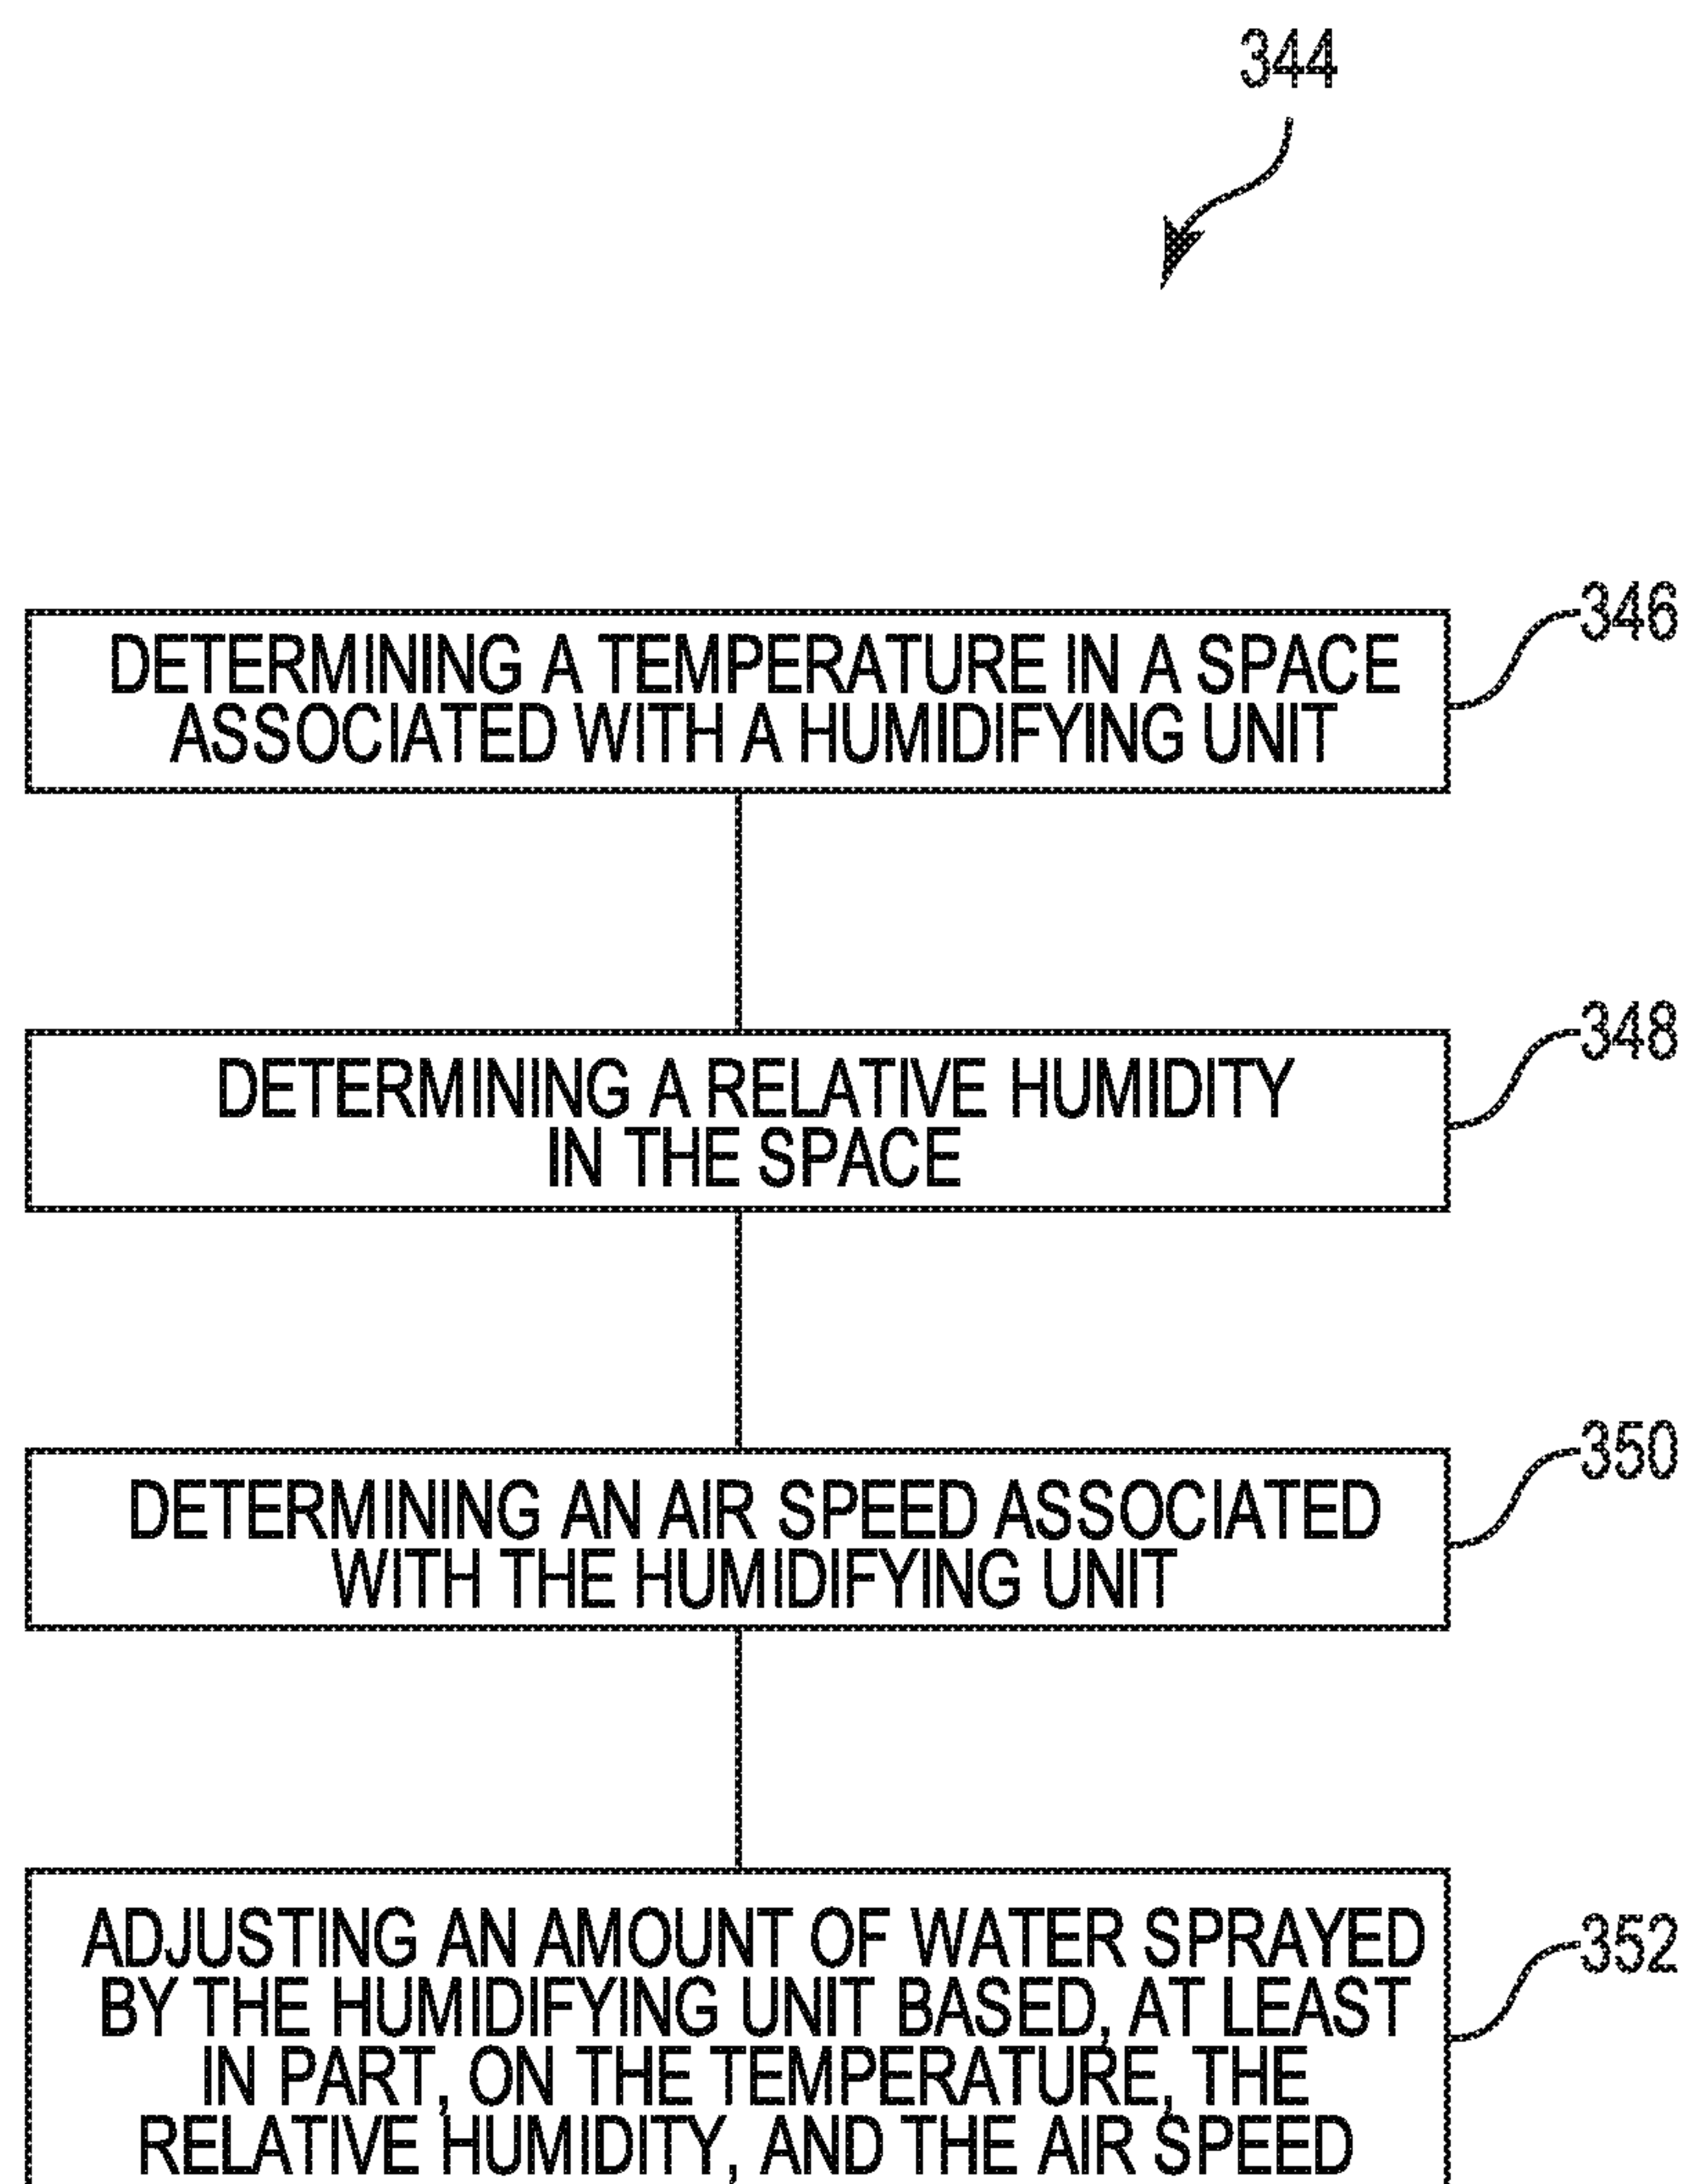 344
DETERMINING A TEMPERATURE IN A SPACE
ASSOCIATED WITH A HUMIDIFYING UNIT
346
DETERMINING A RELATIVE HUMIDITY
IN THE SPACE
348
DETERMINING AN AIR SPEED ASSOCIATED
WITH THE HUMIDIFYING UNIT
350
ADJUSTING AN AMOUNT OF WATER SPRAYED
BY THE HUMIDIFYING UNIT BASED, AT LEAST
IN PART, ON THE TEMPERATURE, THE
RELATIVE HUMIDITY, AND THE AIR SPEED
352